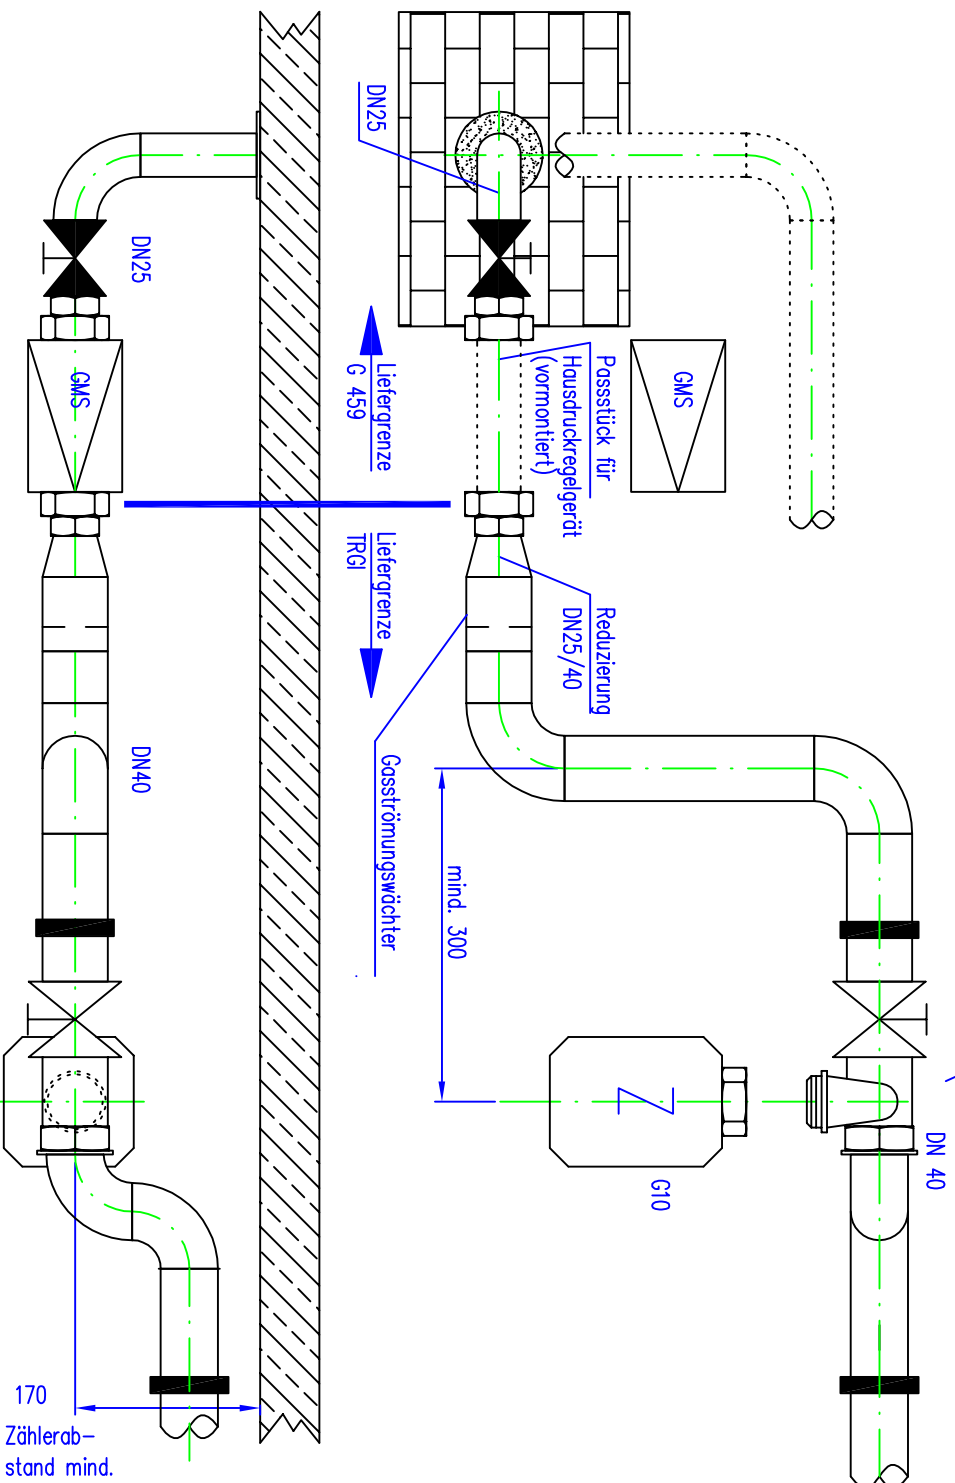 DN25
DN25
GMS
GMS
Passstück für
Hausdruckregelgerät
(vormontiert)
Liefergrenze
G 459
Liefergrenze
TRGI
Reduzierung
DN25/40
Gasströmungswächter
DN40
mind. 300
DN 40
G10
170
Zählerab-
stand mind.